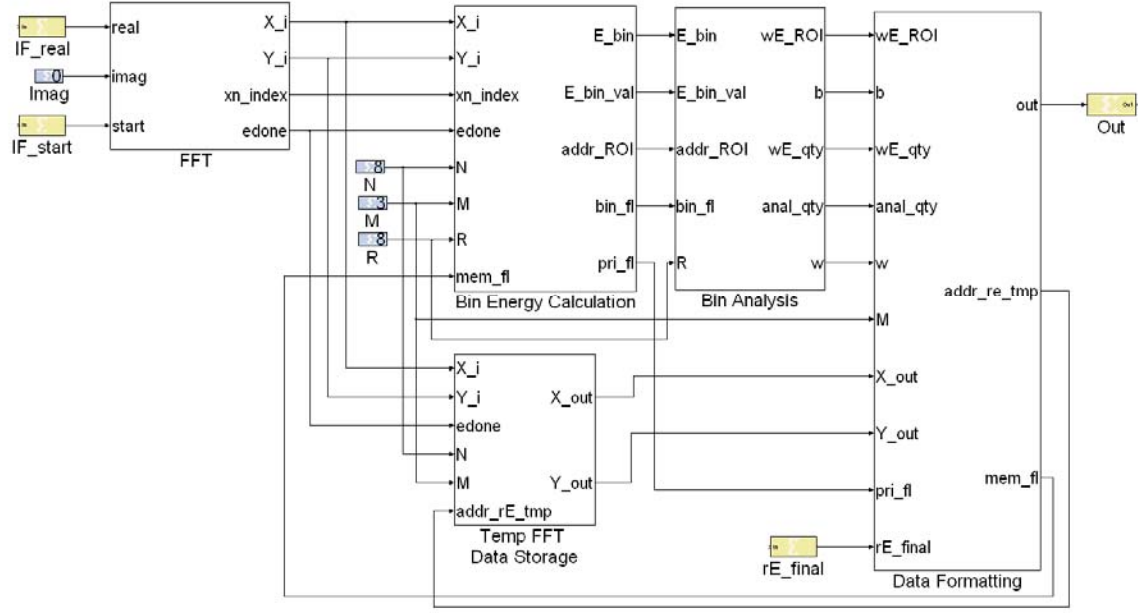 real
imag
start
X_i
Y_i
xn_index
edone
FFT
IF_real
0
Imag
IF_start
X_i
Y_i
xn_index
edone
N
M
R
mem_fl
E_bin
E_bin_val
addr_ROI
bin_fl
pri_fl
Bin Energy Calculation
8
N
3
M
8
R
E_bin
E_bin_val
addr_ROI
bin_fl
R
wE_ROI
b
wE_qty
anal_qty
w
Bin Analysis
X_i
Y_i
edone
N
M
addr_rE_tmp
X_out
Y_out
Temp FFT
Data Storage
wE_ROI
b
wE_qty
anal_qty
w
M
X_out
Y_out
pri_fl
rE_final
out
addr_re_tmp
mem_fl
Data Formatting
rE_final
Out
Out